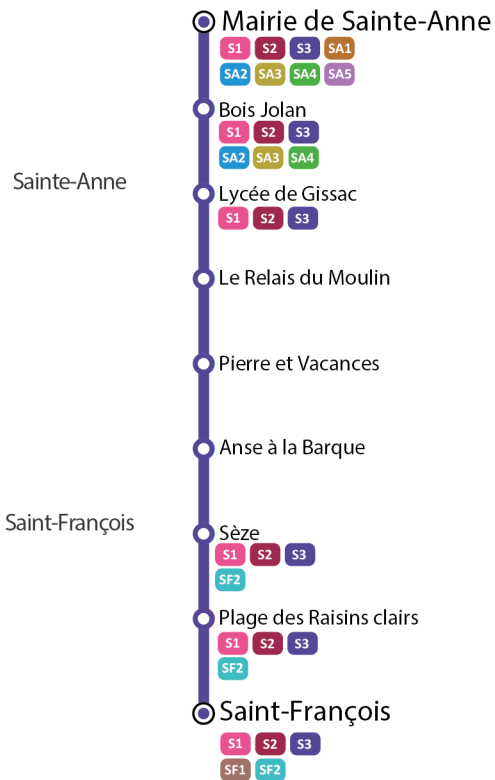 Mairie de Sainte-Anne
S1 S2 S3 SA1
SA2 SA3 SA4 SA5
Bois Jolan
S1 S2 S3
SA2 SA3 SA4
Sainte-Anne
Lycée de Gissac
S1 S2 S3
Le Relais du Moulin
Pierre et Vacances
Anse à la Barque
Saint-François
Sèze
S1 S2 S3
SF2
Plage des Raisins clairs
S1 S2 S3
SF2
Saint-François
S1 S2 S3
SF1 SF2